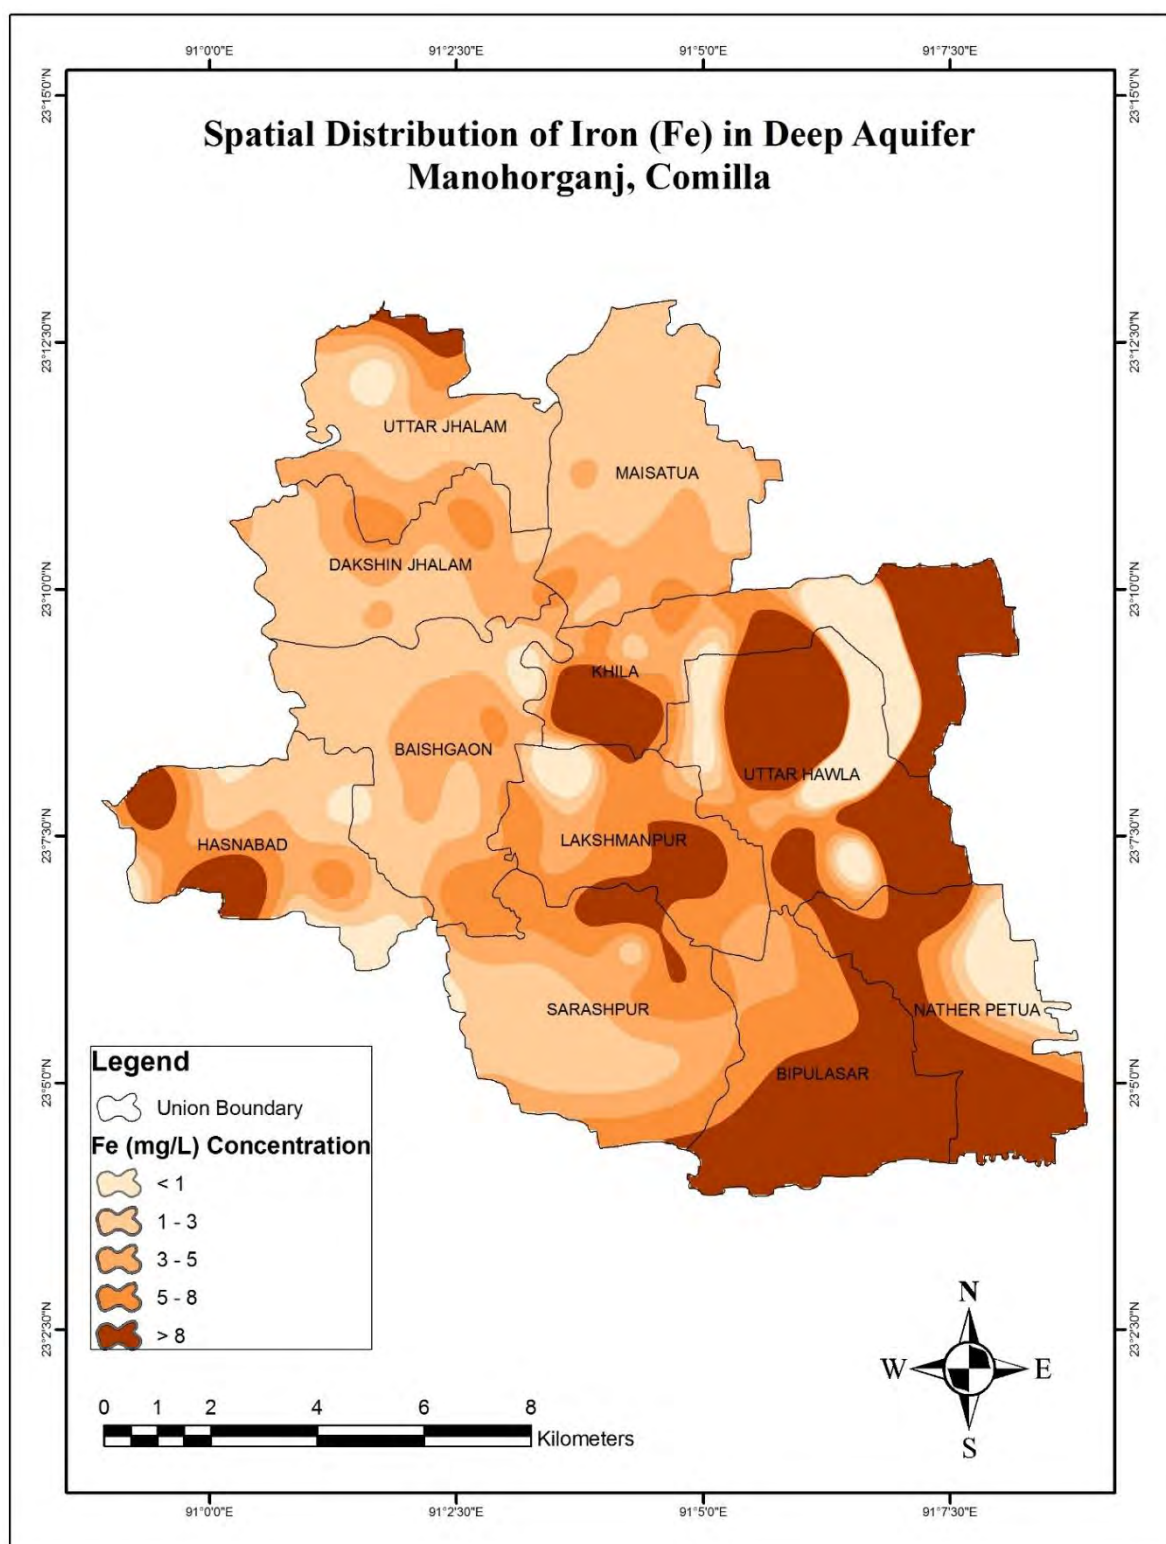 91°0'0"E 91°2'30"E 91°5'0"E 91°7'30"E
23°15'0"N 23°15'0"N
Spatial Distribution of Iron (Fe) in Deep Aquifer
Manohorganj, Comilla
23°12'30"N 23°12'30"N
UTTAR JHALAM
MAISATUA
DAKSHIN JHALAM
23°10'0"N 23°10'0"N
KHILA
BAISHGAON
UTTAR HAWLA
23°7'30"N 23°7'30"N
HASNABAD
LAKSHMANPUR
SARASHPUR
NATHER PETUA
BIPULASAR
23°5'0"N 23°5'0"N
Legend
Union Boundary
Fe (mg/L) Concentration
< 1
1 - 3
3 - 5
5 - 8
> 8
23°2'30"N 23°2'30"N
N
W E
S
0 1 2 4 6 8
Kilometers
91°0'0"E 91°2'30"E 91°5'0"E 91°7'30"E